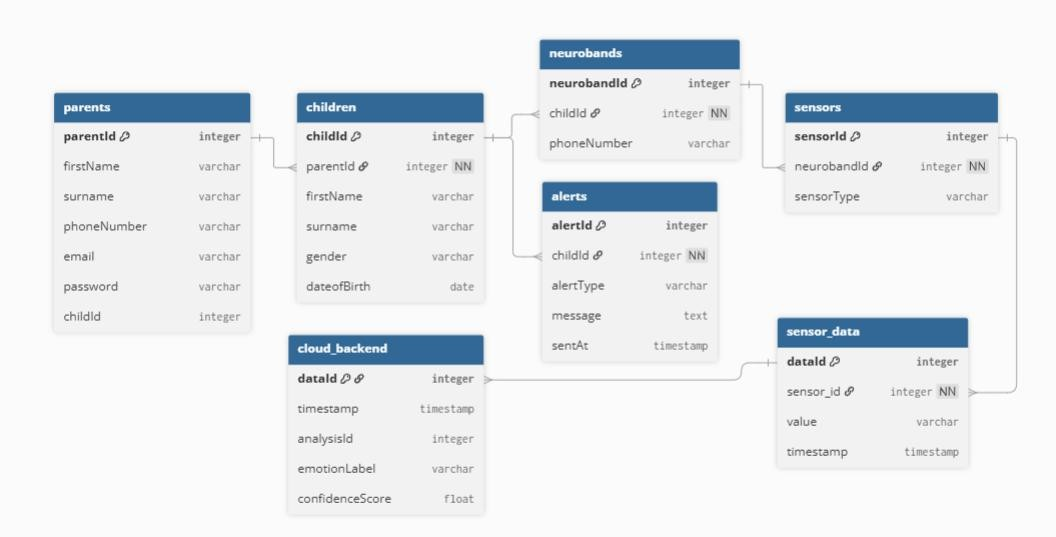 parents
parentId integer
firstName varchar
surname varchar
phoneNumber varchar
email varchar
password varchar
childId integer
children
childId integer
parentId integer NN
firstName varchar
surname varchar
gender varchar
dateofBirth date
neurobands
neurobandId integer
childId integer NN
phoneNumber varchar
alerts
alertId integer
childId integer NN
alertType varchar
message text
sentAt timestamp
sensors
sensorId integer
neurobandId integer NN
sensorType varchar
cloud_backend
dataId integer
timestamp timestamp
analysisId integer
emotionLabel varchar
confidenceScore float
sensor_data
dataId integer
sensor_id integer NN
value varchar
timestamp timestamp